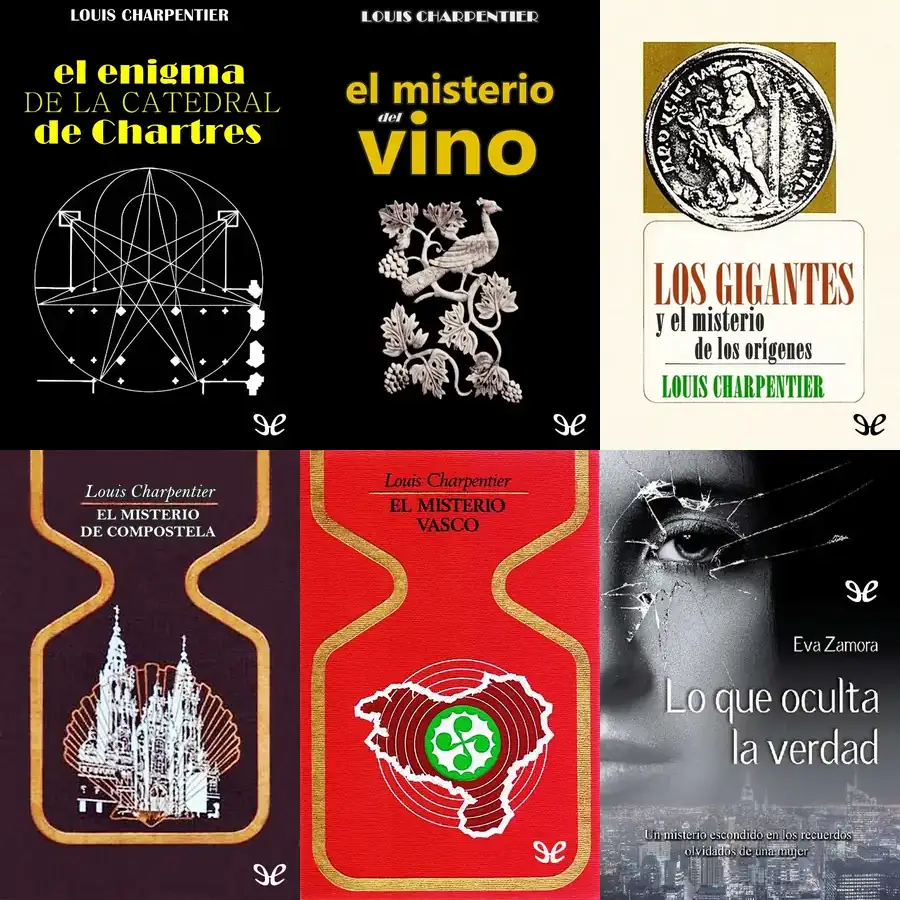 LOUIS CHARPENTIER
el enigma
DE LA CATEDRAL
de Chartres
LOUIS CHARPENTIER
el misterio
del
vino
LOS GIGANTES
y el misterio
de los orígenes
LOUIS CHARPENTIER
Louis Charpentier
EL MISTERIO
DE COMPOSTELA
Louis Charpentier
EL MISTERIO
VASCO
Eva Zamora
Lo que oculta
la verdad
Un misterio escondido en los recuerdos
olvidados de una mujer